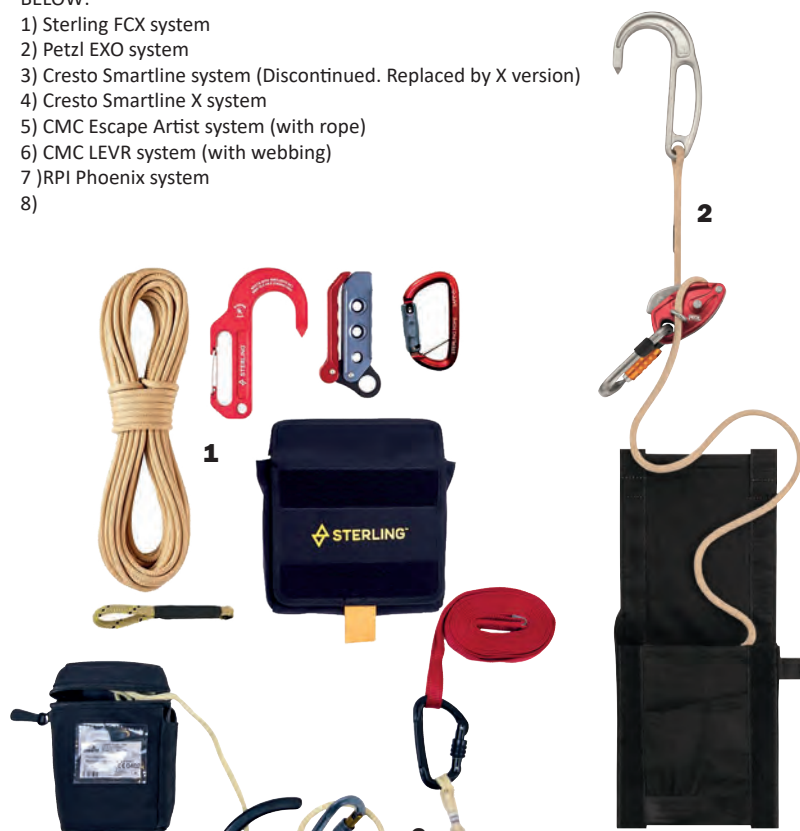 BELOW:
1) Sterling FCX system
2) Petzl EXO system
3) Cresto Smartline system (Discontinued. Replaced by X version)
4) Cresto Smartline X system
5) CMC Escape Artist system (with rope)
6) CMC LEVR system (with webbing)
7 )RPI Phoenix system
8)
2
1
STERLING
STERLING